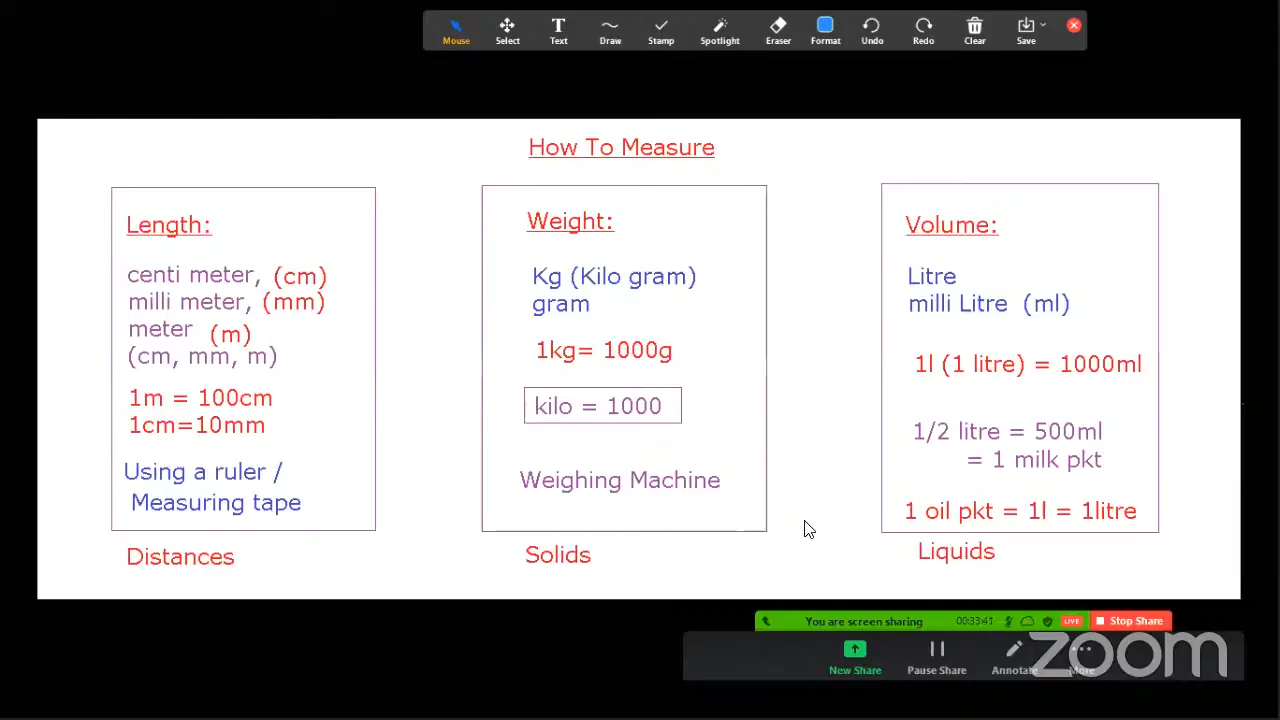 Mouse Select Text Draw Stamp Spotlight Eraser Format Undo Redo Clear Save
How To Measure
Length:
centi meter, (cm)
milli meter, (mm)
meter (m)
(cm, mm, m)
1m = 100cm
1cm=10mm
Using a ruler /
Measuring tape
Distances
Weight:
Kg (Kilo gram)
gram
1kg= 1000g
kilo = 1000
Weighing Machine
Solids
Volume:
Litre
milli Litre (ml)
1l (1 litre) = 1000ml
1/2 litre = 500ml
= 1 milk pkt
1 oil pkt = 1l = 1litre
Liquids
You are screen sharing 00:33:41 LIVE Stop Share
New Share Pause Share Annotate More
zoom